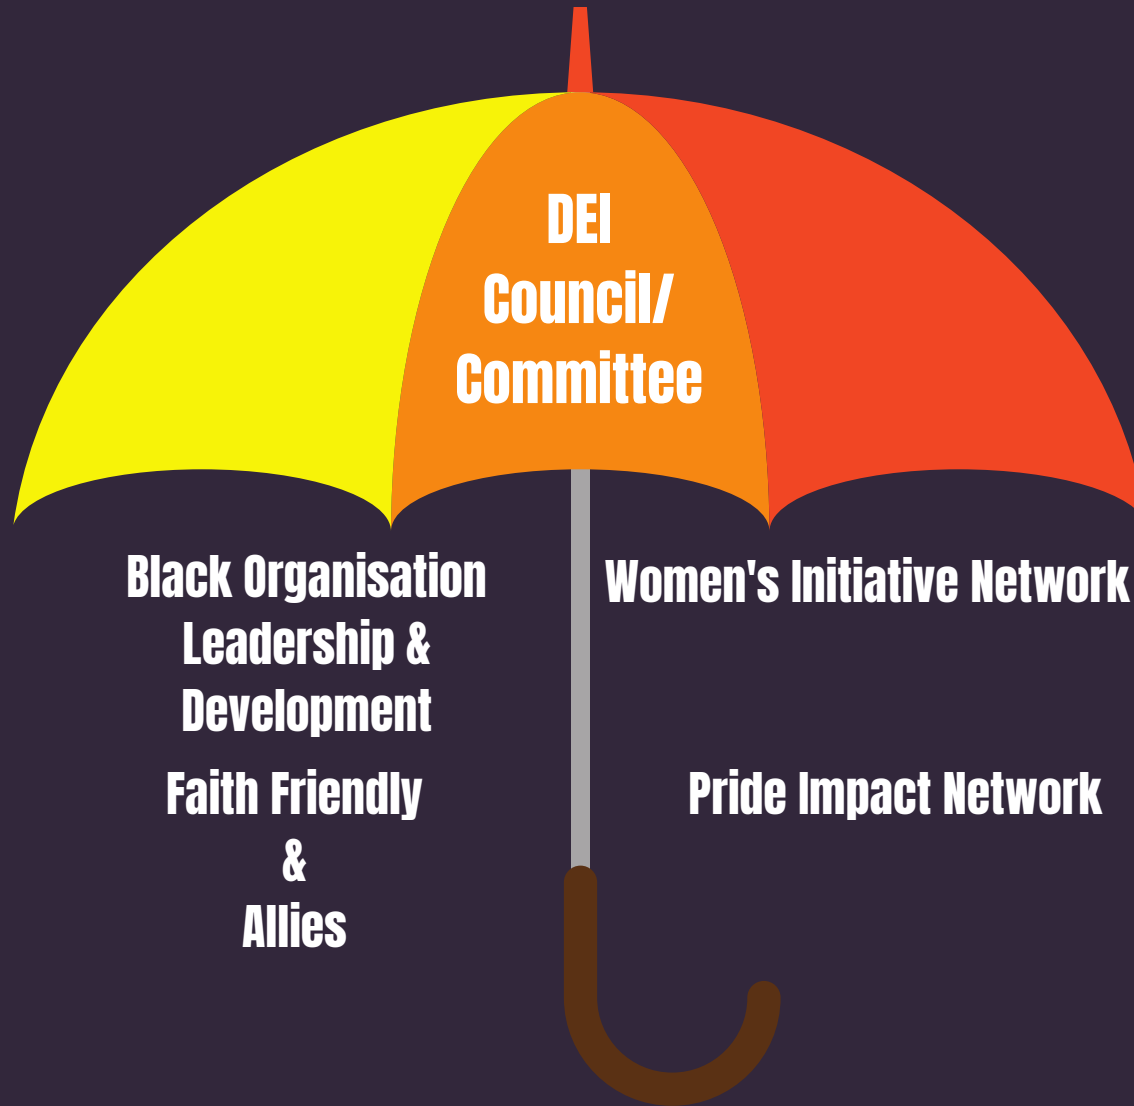 DEI
Council/
Committee
Black Organisation
Leadership &
Development
Women's Initiative Network
Faith Friendly
&
Allies
Pride Impact Network